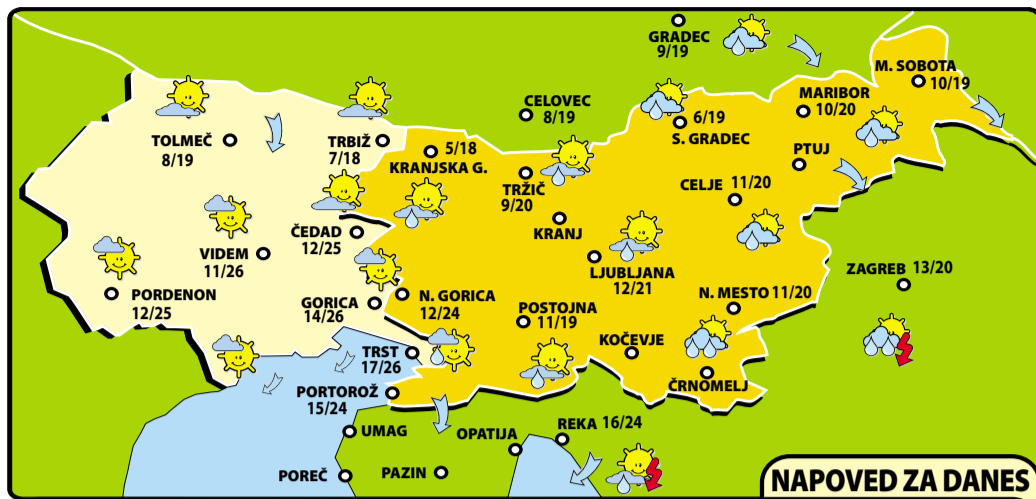 GRADEC
9/19
M. SOBOTA
10/19
MARIBOR
10/20
CELOVEC
8/19
6/19
S. GRADEC
TOLMEČ
8/19
TRBIŽ
7/18
5/18
KRANJSKA G.
PTUJ
TRŽIČ
9/20
CELJE 11/20
KRANJ
ČEDAD
12/25
VIDEM
11/26
LJUBLJANA
12/21
ZAGREB 13/20
PORDENON
12/25
GORICA
14/26
N. GORICA
12/24
POSTOJNA
11/19
N. MESTO 11/20
KOČEVJE
TRST
17/26
ČRNOMELJ
PORTOROŽ
15/24
UMAG
OPATIJA
REKA 16/24
POREČ
PAZIN
NAPOVED ZA DANES